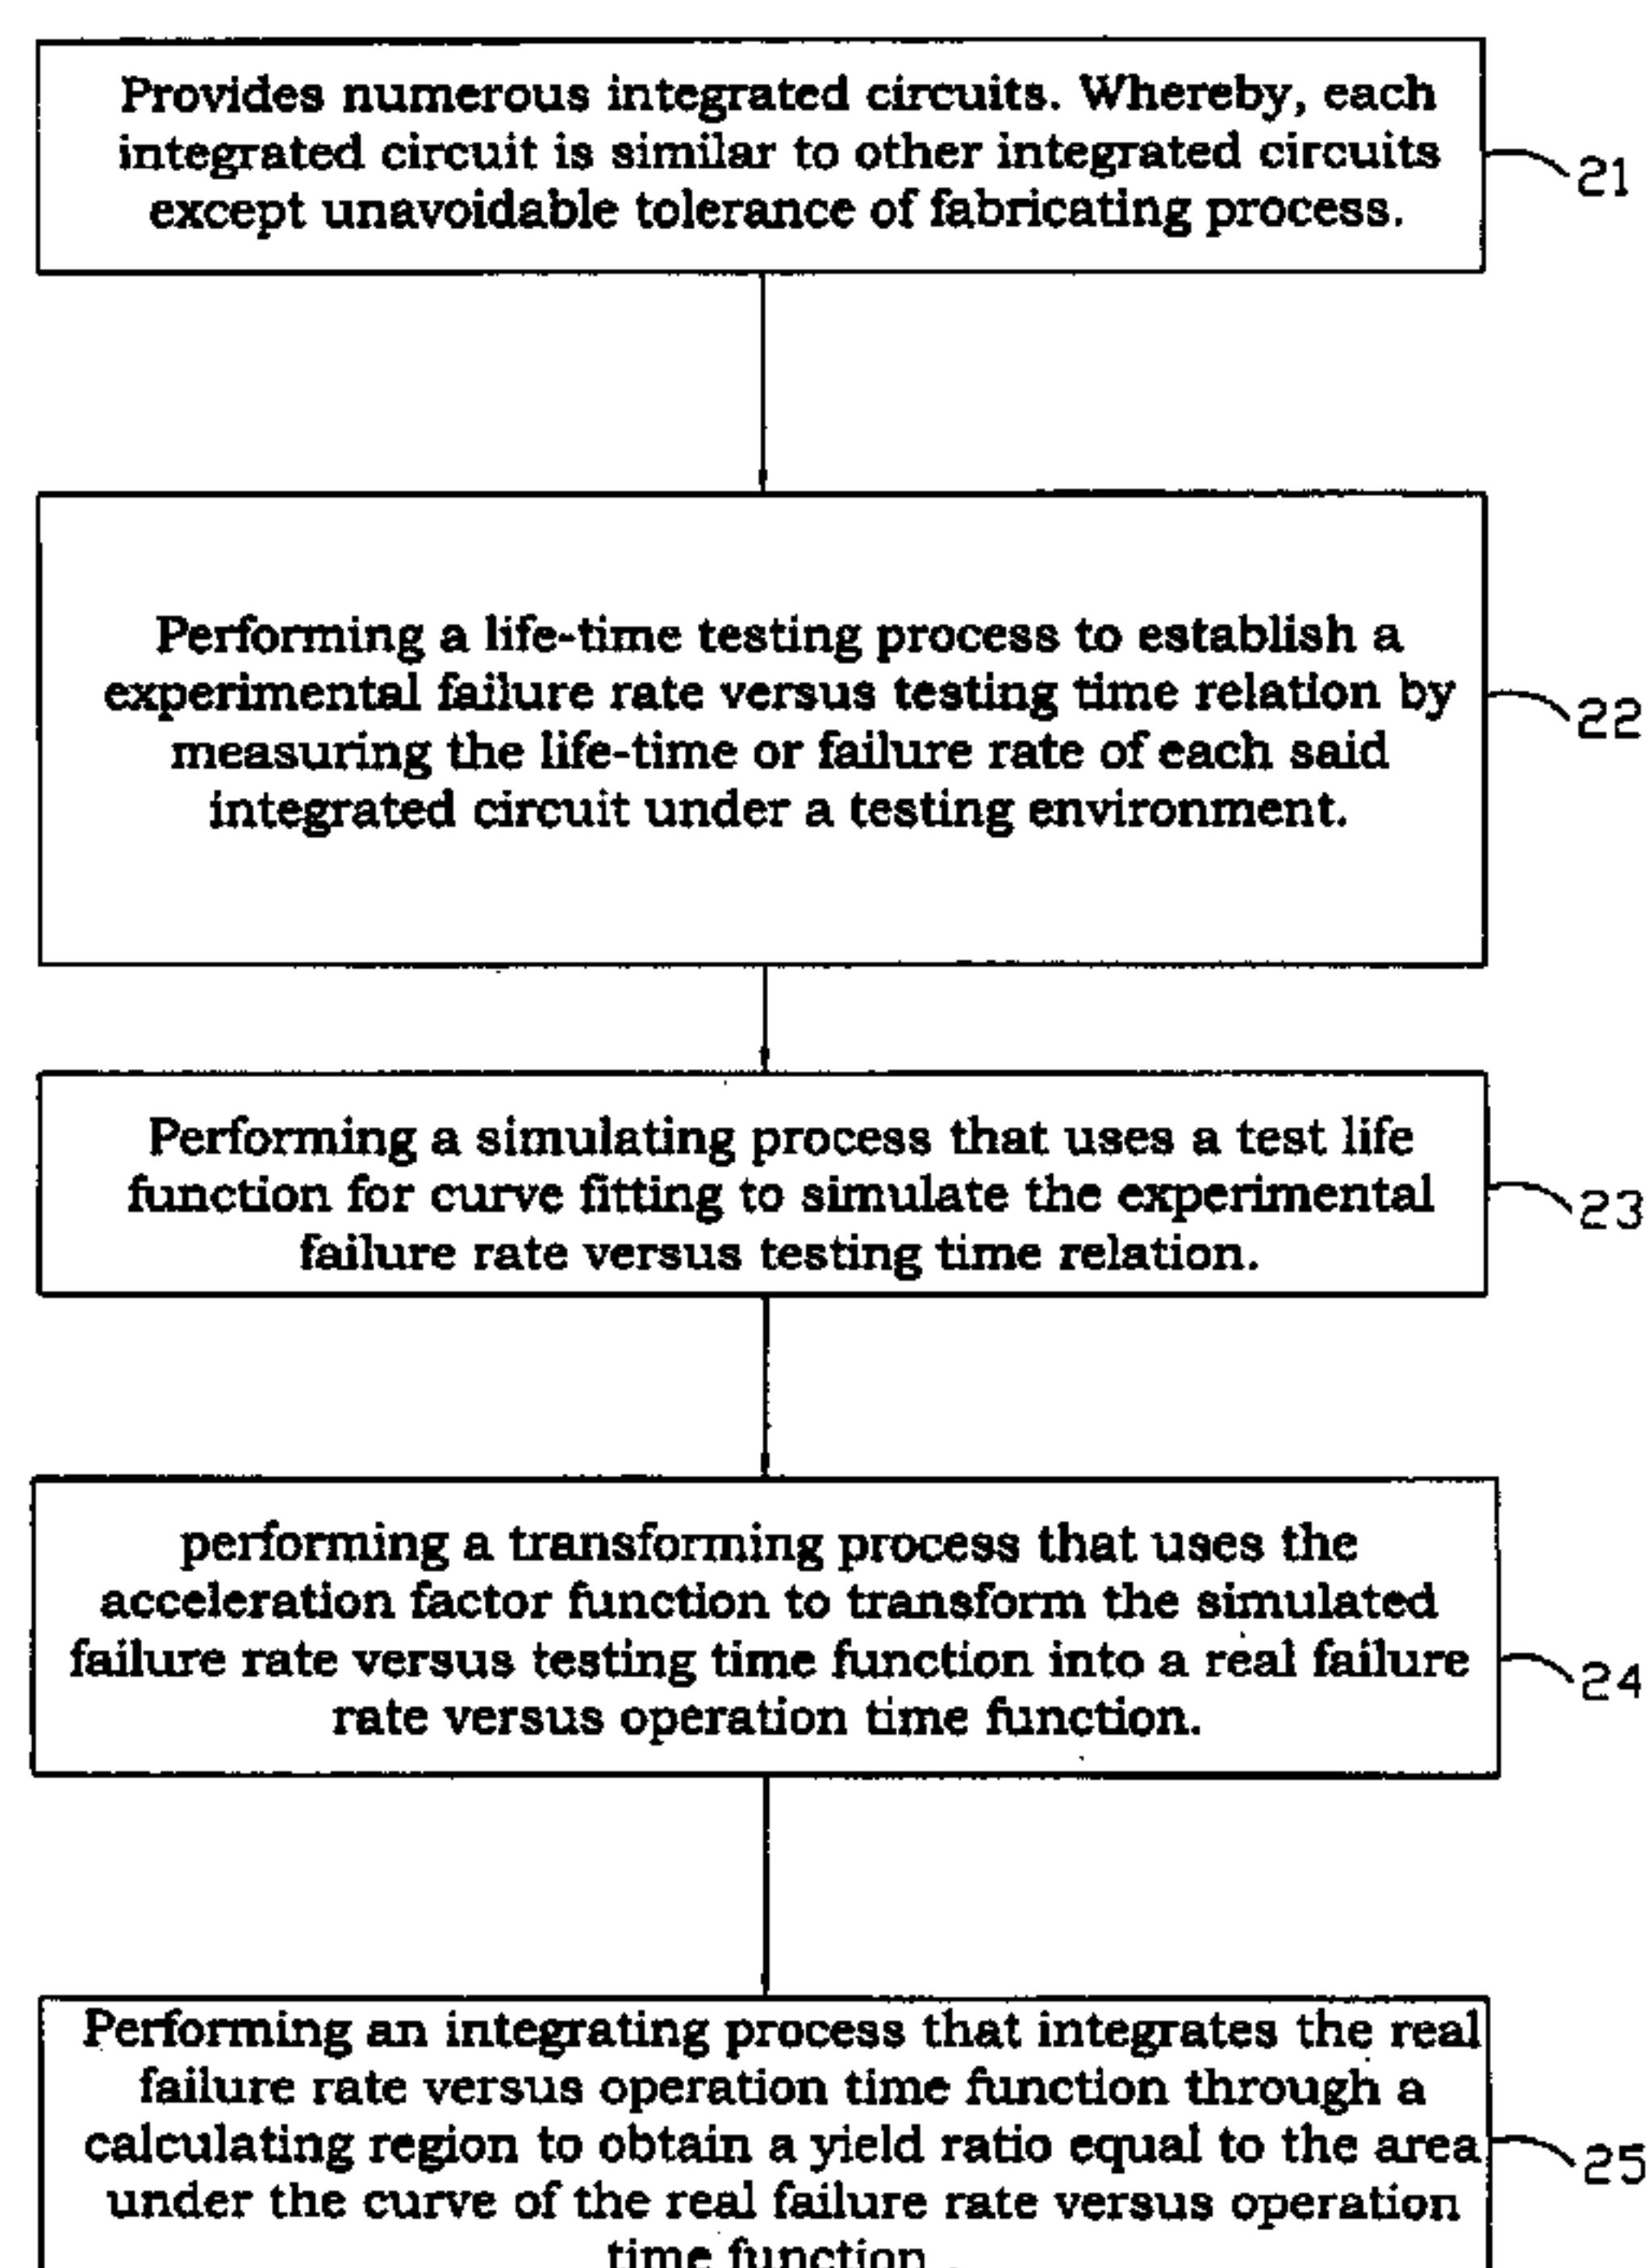 Provides numerous integrated circuits. Whereby, each
integrated circuit is similar to other integrated circuits
except unavoidable tolerance of fabricating process.
21
Performing a life-time testing process to establish a
experimental failure rate versus testing time relation by
measuring the life-time or failure rate of each said
integrated circuit under a testing environment.
22
Performing a simulating process that uses a test life
function for curve fitting to simulate the experimental
failure rate versus testing time relation.
23
performing a transforming process that uses the
acceleration factor function to transform the simulated
failure rate versus testing time function into a real failure
rate versus operation time function.
24
Performing an integrating process that integrates the real
failure rate versus operation time function through a
calculating region to obtain a yield ratio equal to the area
under the curve of the real failure rate versus operation
time function.
25